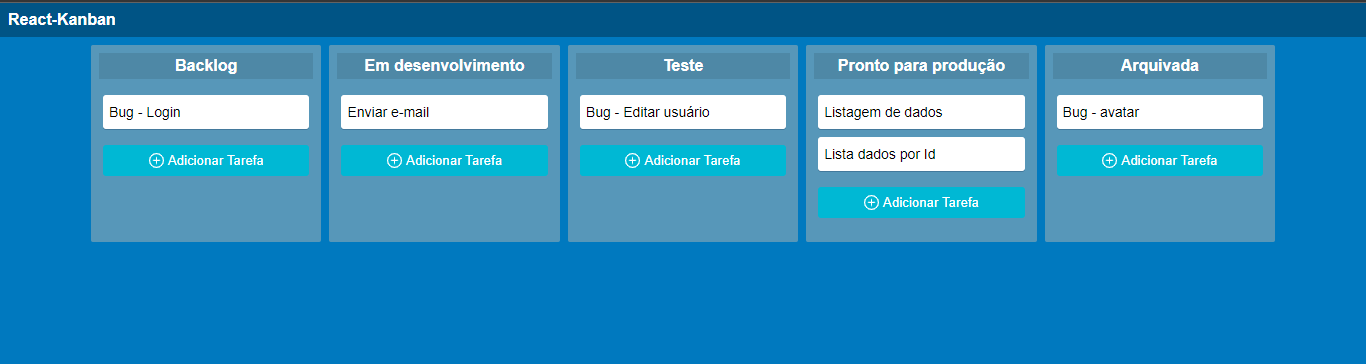 React-Kanban
Backlog
Bug - Login
Adicionar Tarefa
Em desenvolvimento
Enviar e-mail
Adicionar Tarefa
Teste
Bug - Editar usuário
Adicionar Tarefa
Pronto para produção
Listagem de dados
Lista dados por Id
Adicionar Tarefa
Arquivada
Bug - avatar
Adicionar Tarefa